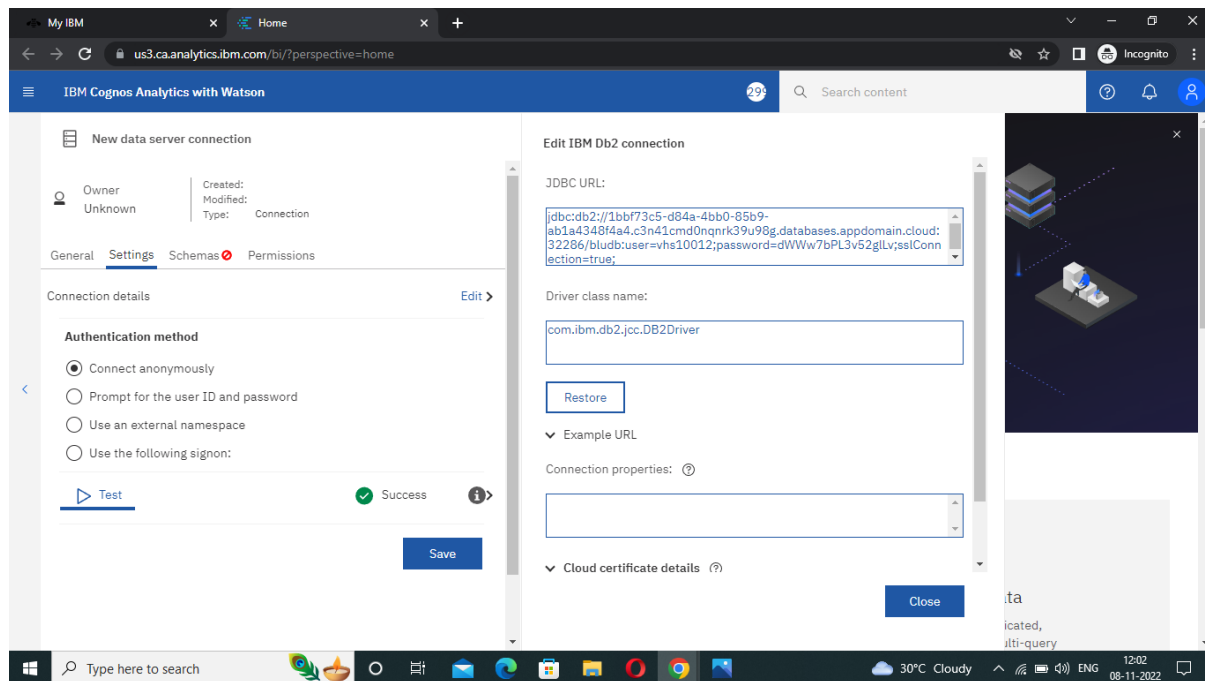 My IBM
Home
us3.ca.analytics.ibm.com/bi/?perspective=home
Incognito
IBM Cognos Analytics with Watson
299
Search content
New data server connection
Owner
Unknown
Created:
Modified:
Type: Connection
General Settings Schemas Permissions
Connection details
Edit
Authentication method
Connect anonymously
Prompt for the user ID and password
Use an external namespace
Use the following signon:
Test
Success
Save
Edit IBM Db2 connection
JDBC URL:
jdbc:db2://1bbf73c5-d84a-4bb0-85b9-
ab1a4348f4a4.c3n41cmd0nqnrk39u98g.databases.appdomain.cloud:
32286/bludb:user=vhs10012;password=dWWw7bPL3v52glLv;sslConn
ection=true;
Driver class name:
com.ibm.db2.jcc.DB2Driver
Restore
Example URL
Connection properties:
Cloud certificate details
Close
ita
icated,
ulti-query
Type here to search
30°C Cloudy
ENG
12:02
08-11-2022